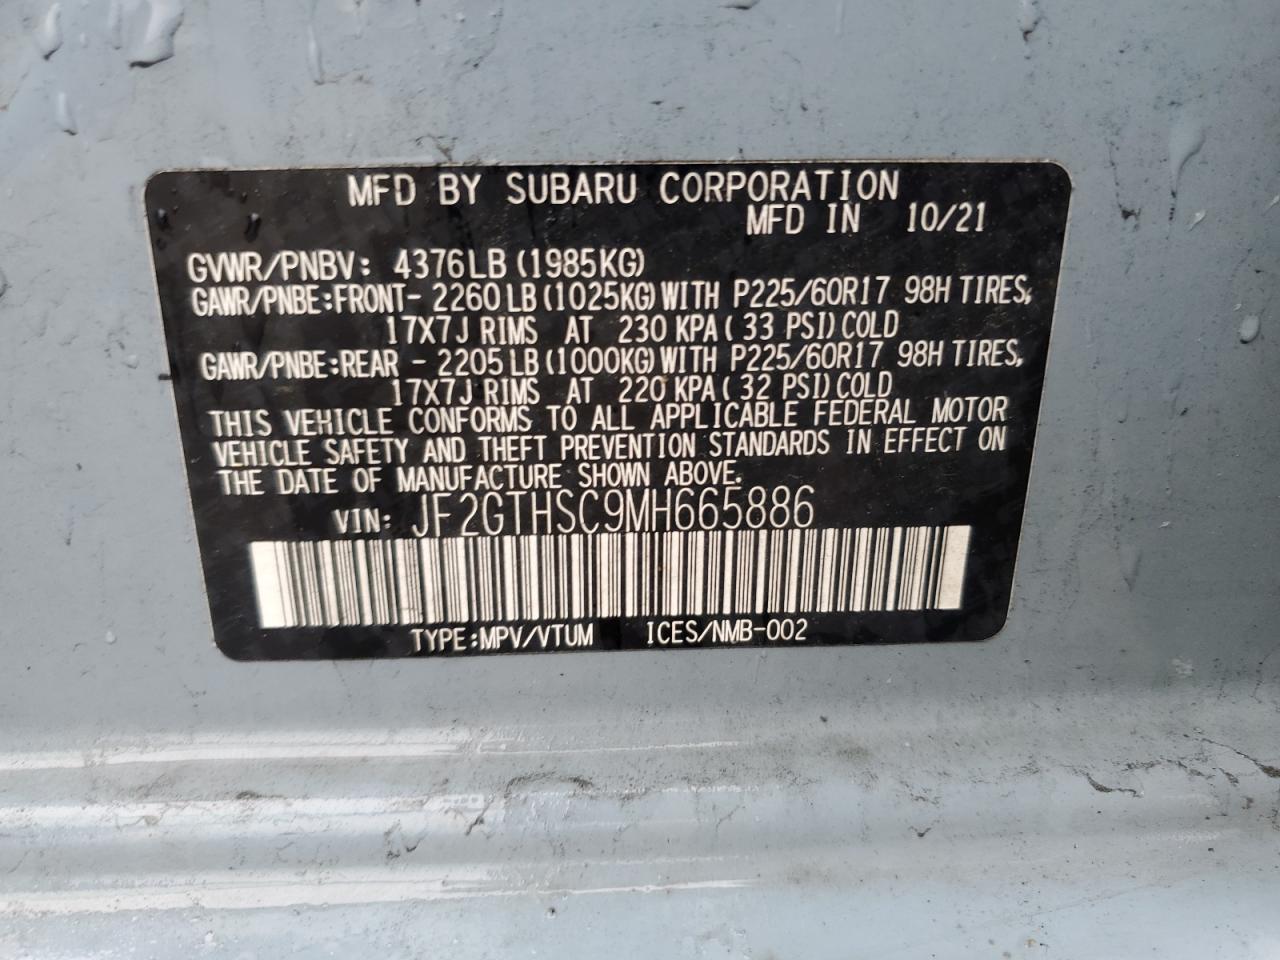 MFD BY SUBARU CORPORATION
MFD IN 10/21
GVWR/PNBV: 4376LB (1985KG)
GAWR/PNBE:FRONT- 2260LB (1025KG) WITH P225/60R17 98H TIRES,
17X7J RIMS AT 230 KPA (33 PSI) COLD
GAWR/PNBE:REAR - 2205LB (1000KG) WITH P225/60R17 98H TIRES,
17X7J RIMS AT 220 KPA (32 PSI) COLD
THIS VEHICLE CONFORMS TO ALL APPLICABLE FEDERAL MOTOR
VEHICLE SAFETY AND THEFT PREVENTION STANDARDS IN EFFECT ON
THE DATE OF MANUFACTURE SHOWN ABOVE.
VIN: JF2GTHSC9MH665886
TYPE:MPV/VTUM ICES/NMB-002